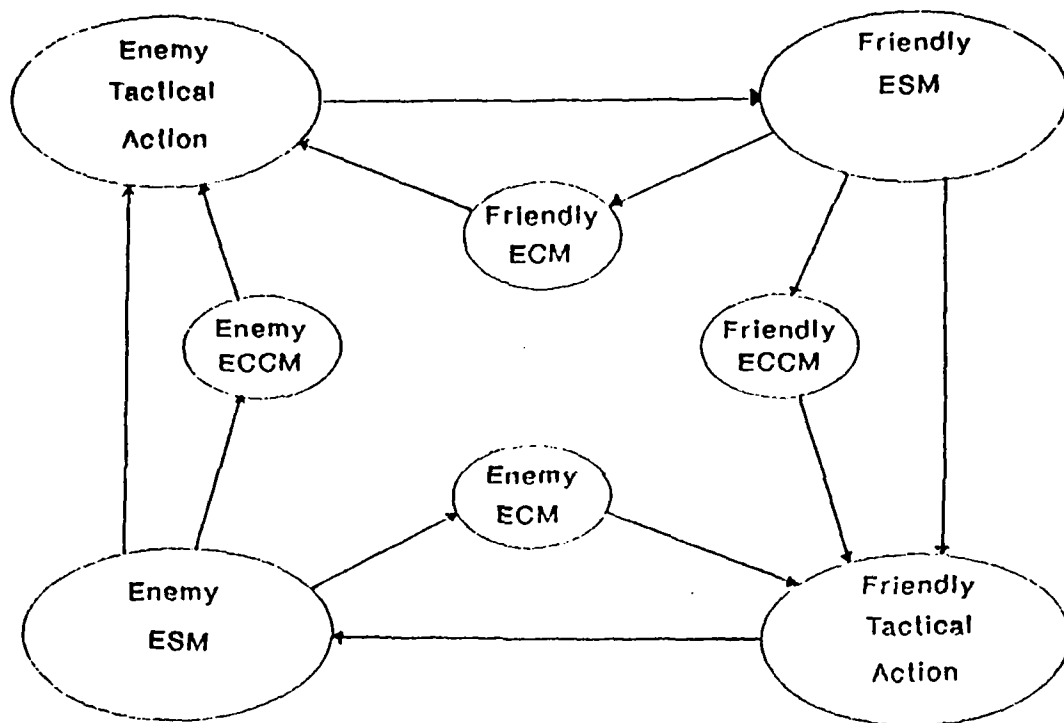 Enemy
Tactical
Action
Friendly
ESM
Friendly
ECM
Enemy
ECCM
Friendly
ECCM
Enemy
ECM
Enemy
ESM
Friendly
Tactical
Action